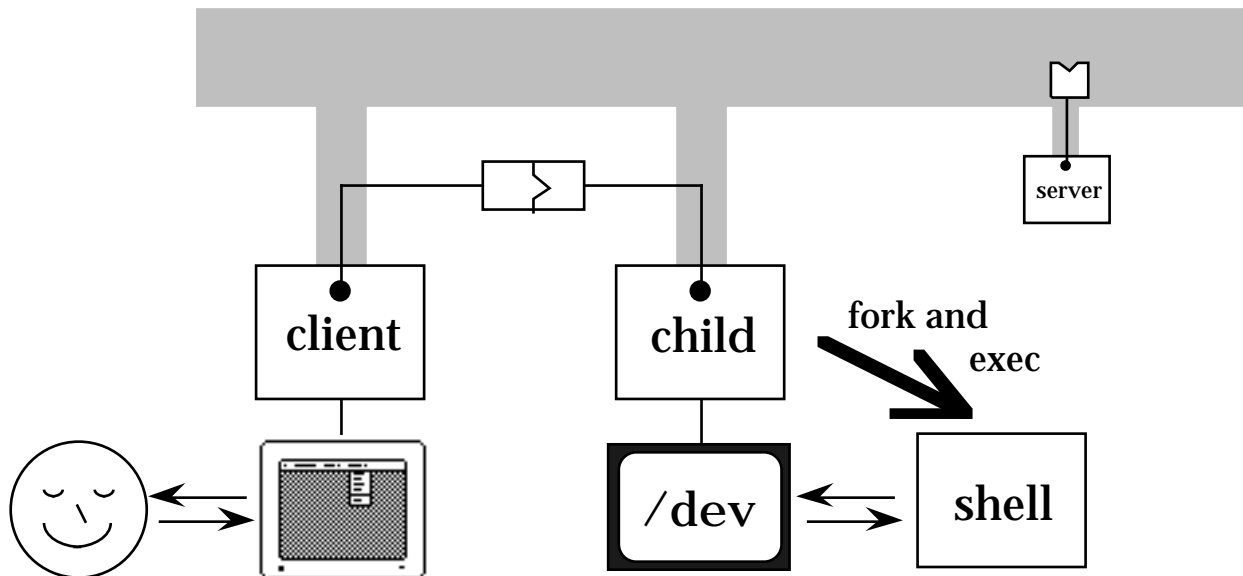 server
client
child
fork and
exec
/dev
shell